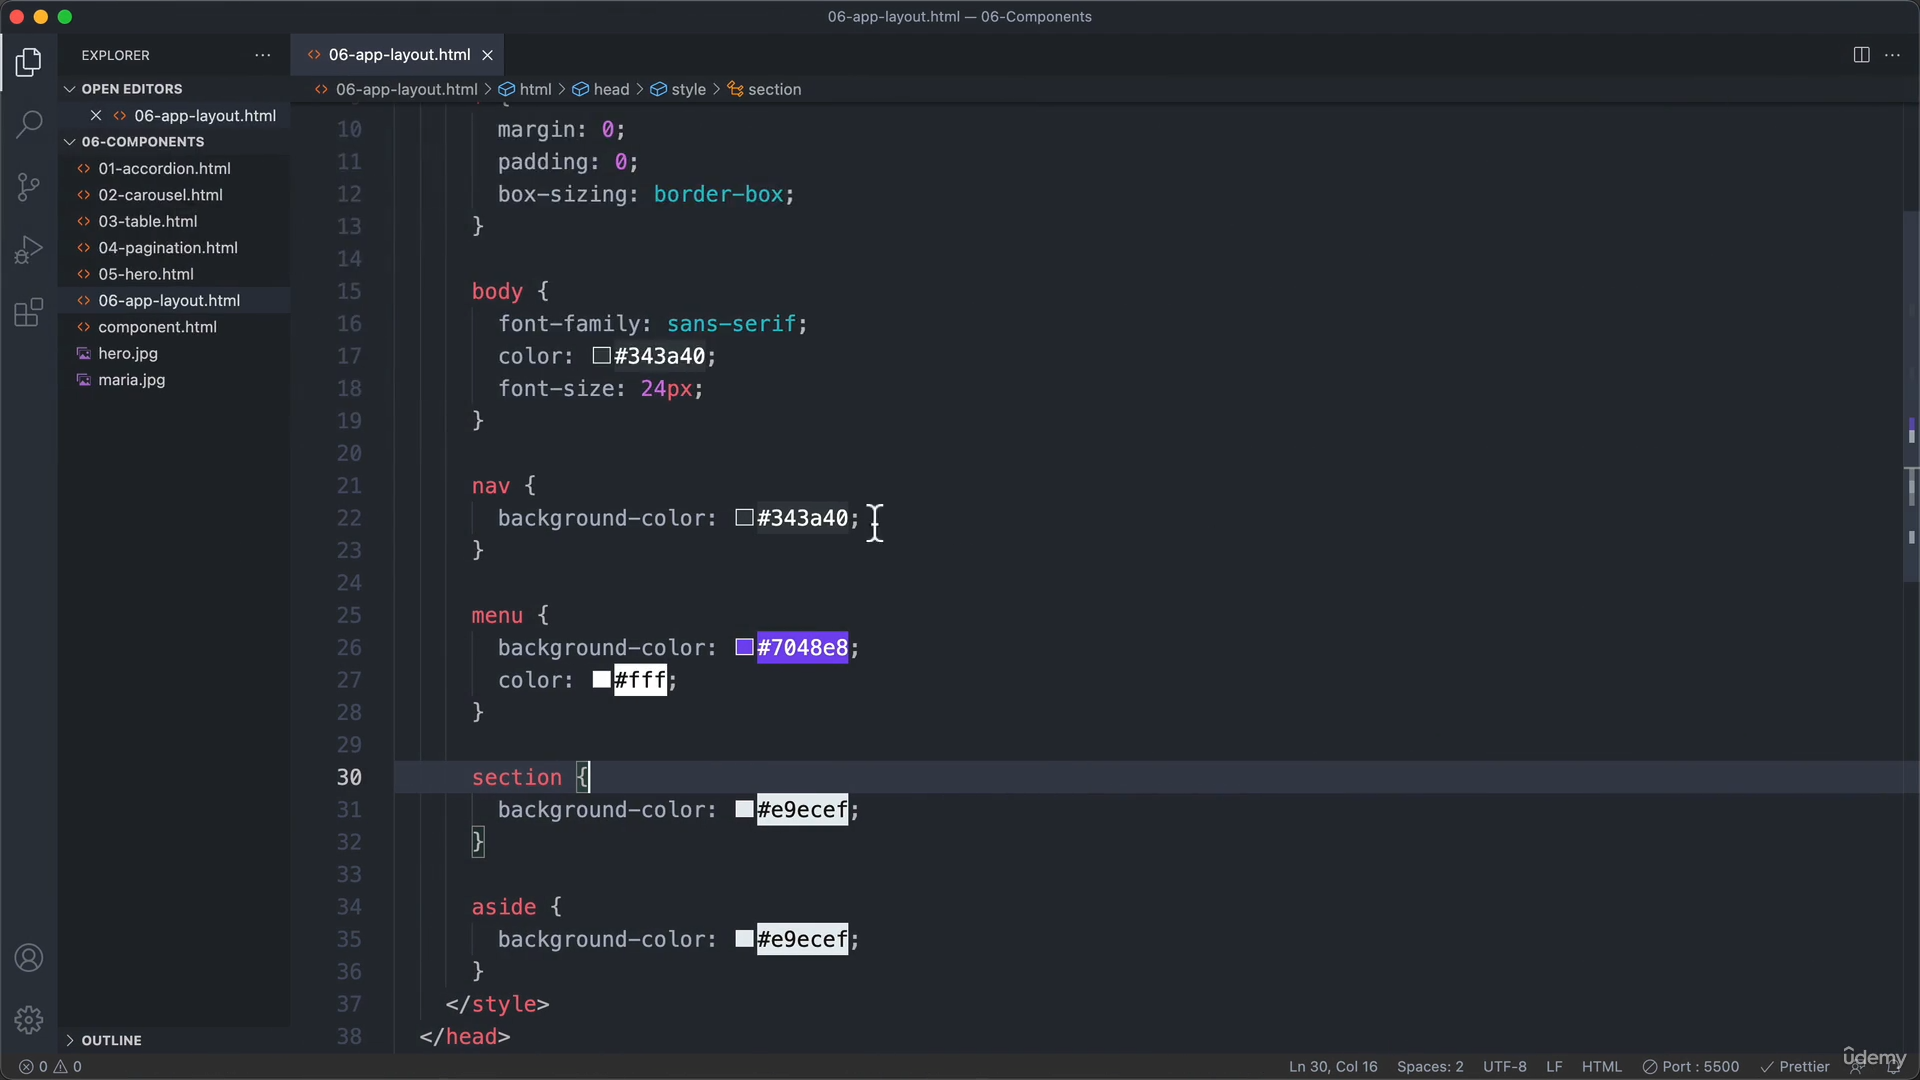 06-app-layout.html — 06-Components
EXPLORER
06-app-layout.html
OPEN EDITORS
06-app-layout.html
06-app-layout.html > html > head > style > section
06-COMPONENTS
01-accordion.html
02-carousel.html
03-table.html
04-pagination.html
05-hero.html
06-app-layout.html
component.html
hero.jpg
maria.jpg
OUTLINE
10 margin: 0;
11 padding: 0;
12 box-sizing: border-box;
13 }
14
15 body {
16 font-family: sans-serif;
17 color: #343a40;
18 font-size: 24px;
19 }
20
21 nav {
22 background-color: #343a40;
23 }
24
25 menu {
26 background-color: #7048e8;
27 color: #fff;
28 }
29
30 section {
31 background-color: #e9ecef;
32 }
33
34 aside {
35 background-color: #e9ecef;
36 }
37 </style>
38 </head>
0 0 Ln 30, Col 16 Spaces: 2 UTF-8 LF HTML Port : 5500 Prettier
udemy